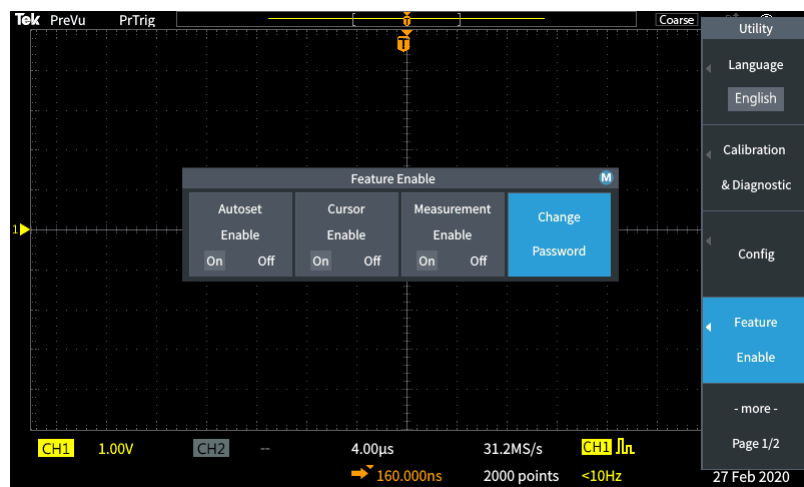 Tek PreVu PrTrig Coarse
Utility
Language
English
Calibration
& Diagnostic
Config
Feature
Enable
- more -
Page 1/2
T
1
Feature Enable M
Autoset
Enable
On Off
Cursor
Enable
On Off
Measurement
Enable
On Off
Change
Password
CH1 1.00V CH2 -- 4.00µs 31.2MS/s CH1
160.000ns 2000 points <10Hz 27 Feb 2020